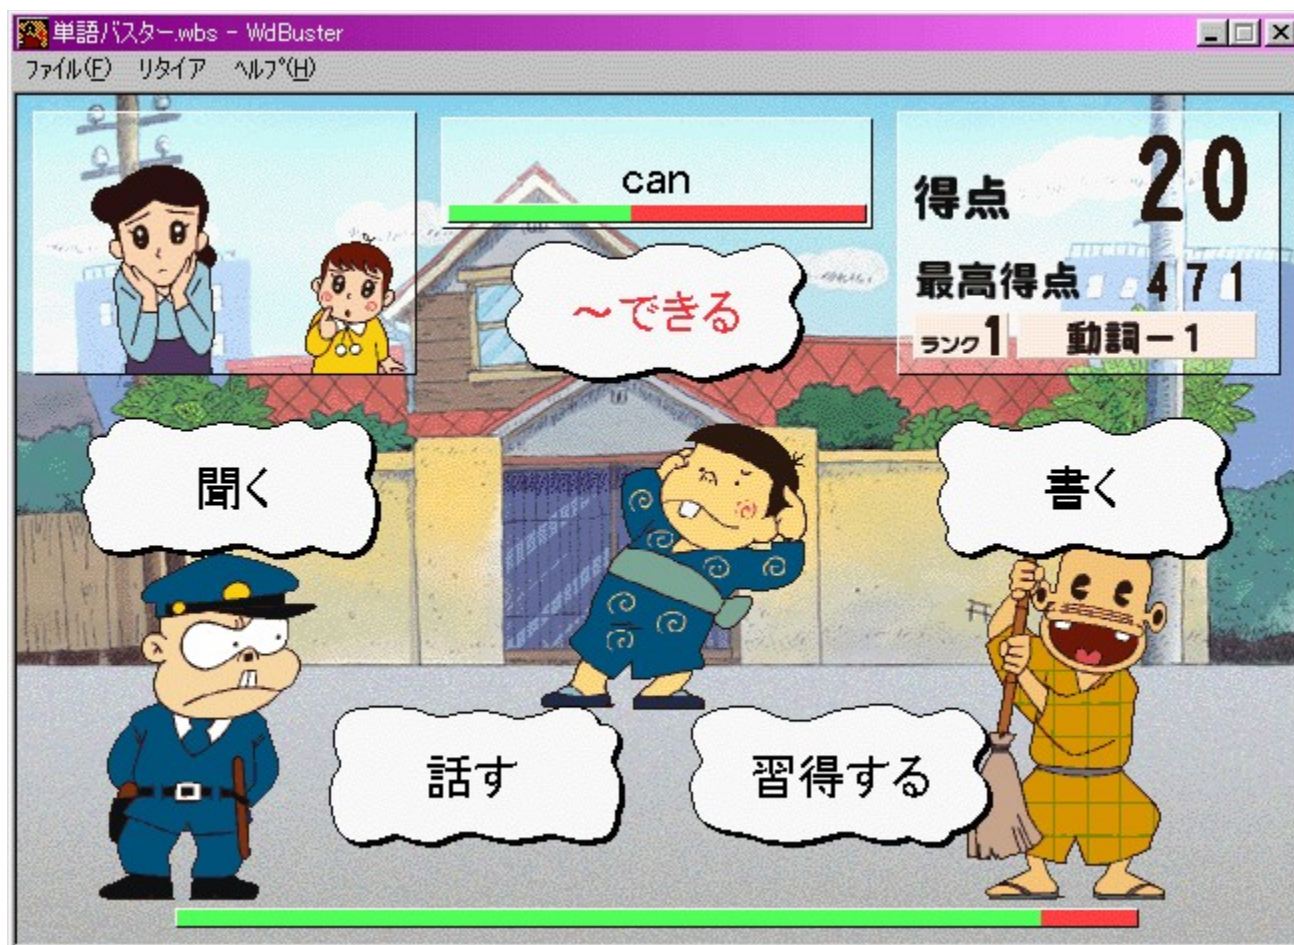 単語バスター.wbs - WdBuster
ファイル(F) リタイア ヘルプ(H)
can
得点 20
最高得点 471
ランク1 動詞－1
～できる
聞く
書く
話す
習得する